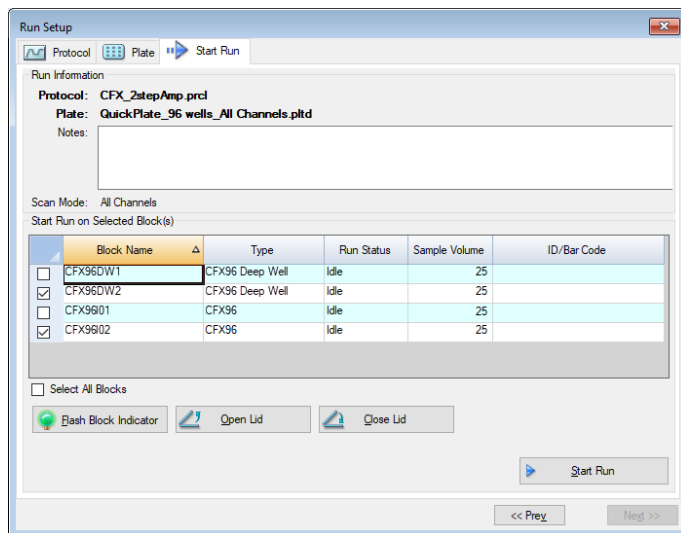 Run Setup
Protocol Plate Start Run
Run Information
Protocol: CFX_2stepAmp.prcl
Plate: QuickPlate_96 wells_All Channels.pltd
Notes:
Scan Mode: All Channels
Start Run on Selected Block(s)
Block Name Type Run Status Sample Volume ID/Bar Code
CFX96DW1 CFX96 Deep Well Idle 25
CFX96DW2 CFX96 Deep Well Idle 25
CFX96I01 CFX96 Idle 25
CFX96I02 CFX96 Idle 25
Select All Blocks
Flash Block Indicator Open Lid Close Lid
Start Run
<< Prev Next >>